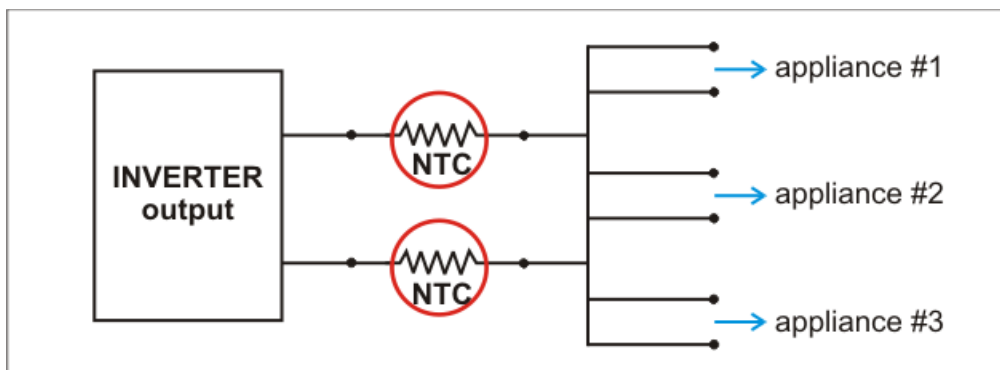 INVERTER
output
NTC
NTC
appliance #1
appliance #2
appliance #3